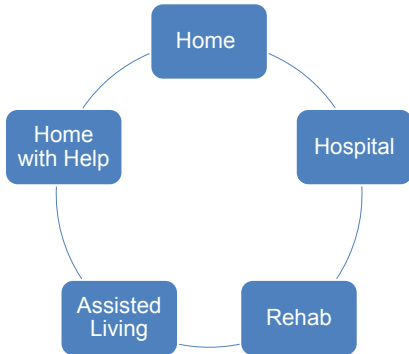 Home
Hospital
Rehab
Assisted
Living
Home
with Help